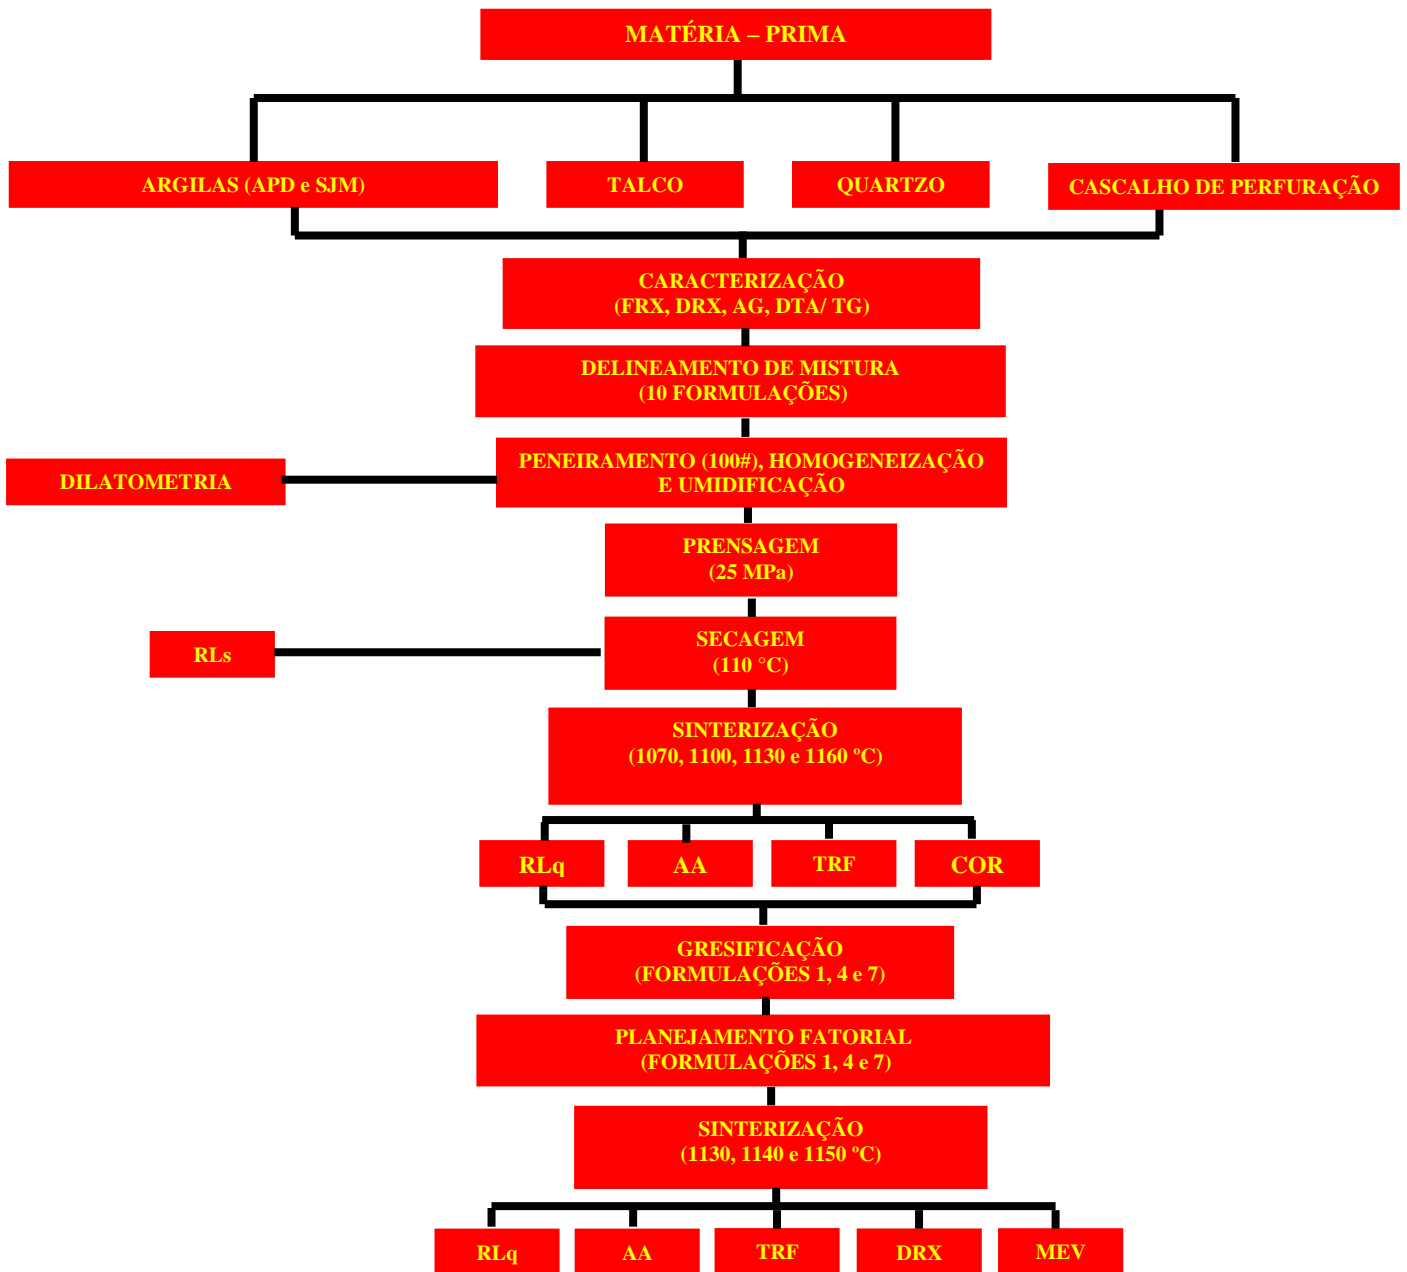 MATÉRIA – PRIMA
ARGILAS (APD e SJM)
TALCO
QUARTZO
CASCALHO DE PERFURAÇÃO
CARACTERIZAÇÃO
(FRX, DRX, AG, DTA/ TG)
DELINEAMENTO DE MISTURA
(10 FORMULAÇÕES)
DILATOMETRIA
PENEIRAMENTO (100#), HOMOGENEIZAÇÃO
E UMIDIFICAÇÃO
PRENSAGEM
(25 MPa)
RLs
SECAGEM
(110 °C)
SINTERIZAÇÃO
(1070, 1100, 1130 e 1160 ºC)
RLq
AA
TRF
COR
GRESIFICAÇÃO
(FORMULAÇÕES 1, 4 e 7)
PLANEJAMENTO FATORIAL
(FORMULAÇÕES 1, 4 e 7)
SINTERIZAÇÃO
(1130, 1140 e 1150 ºC)
RLq
AA
TRF
DRX
MEV